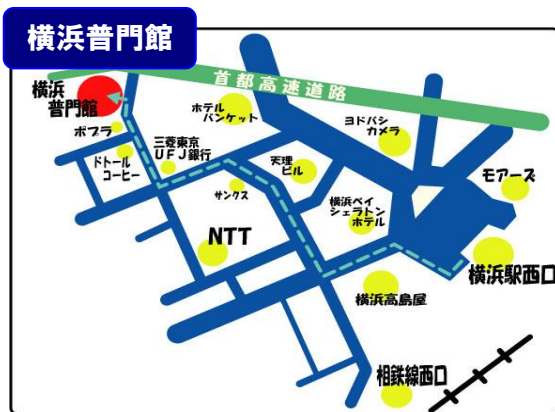 横浜普門館
首都高速道路
横浜
普門館
ポプラ
ドトール
コーヒー
三菱東京
UFJ銀行
ホテル
バンケット
ヨドバシ
カメラ
天理
ビル
サンクス
横浜ベイ
シェラトン
ホテル
モアーズ
NTT
横浜駅西口
横浜高島屋
相鉄線西口